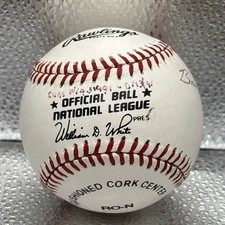 Rawlings
★ OFFICIAL BALL ★
NATIONAL LEAGUE
William D. White PRES
CUSHIONED CORK CENTER
RO-N